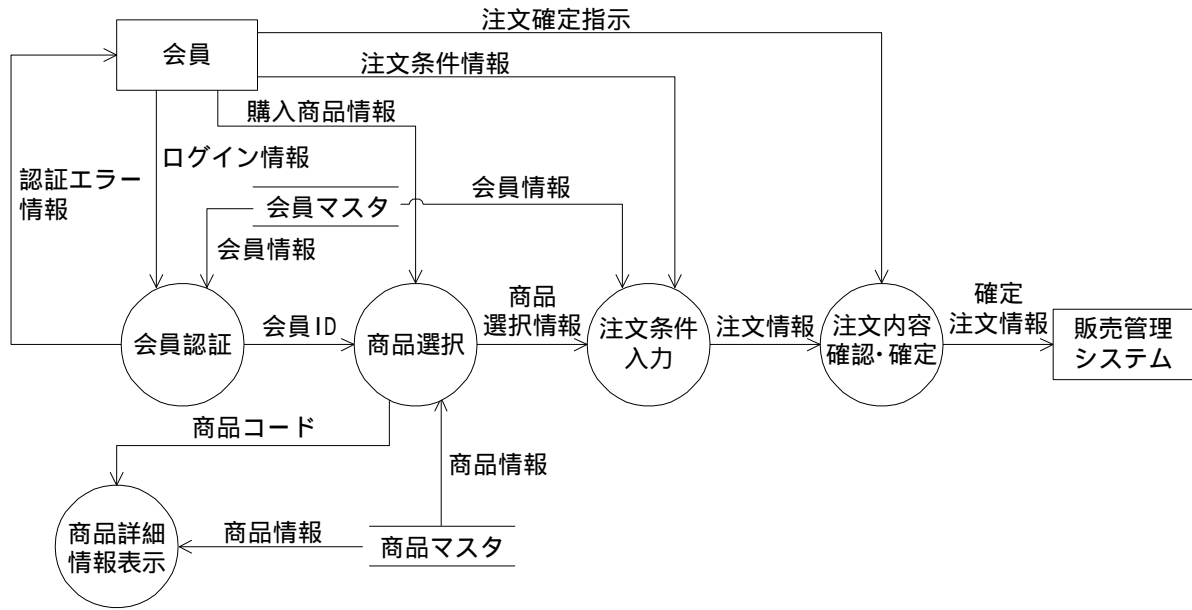 注文確定指示
会員
注文条件情報
購入商品情報
ログイン情報
認証エラー
情報
会員情報
会員マスタ
会員情報
商品
選択情報
確定
注文情報
会員認証
会員ID
商品選択
注文条件
入力
注文情報
注文内容
確認・確定
販売管理
システム
商品コード
商品情報
商品詳細
情報表示
商品情報
商品マスタ